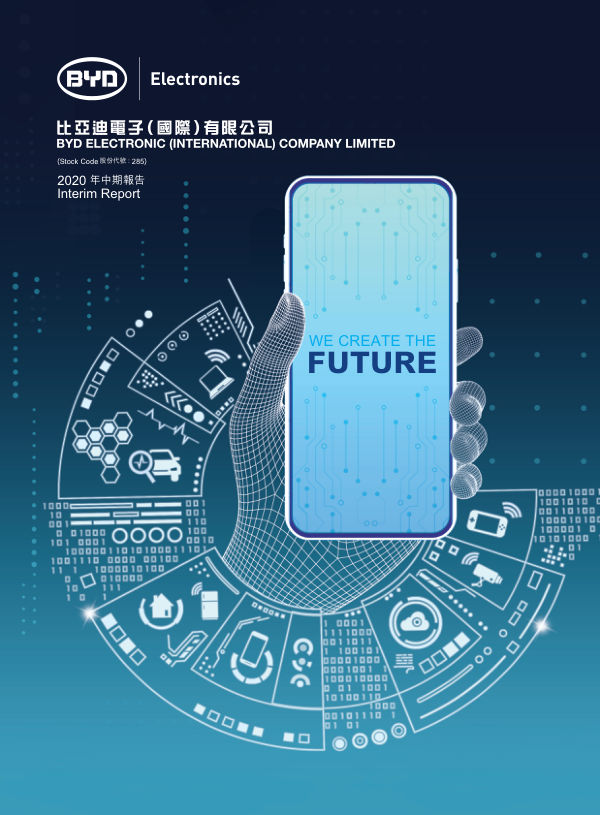 BYD Electronics
比亞迪電子(國際)有限公司
BYD ELECTRONIC (INTERNATIONAL) COMPANY LIMITED
(Stock Code 股份代號 : 285)
2020 年中期報告
Interim Report
WE CREATE THE
FUTURE